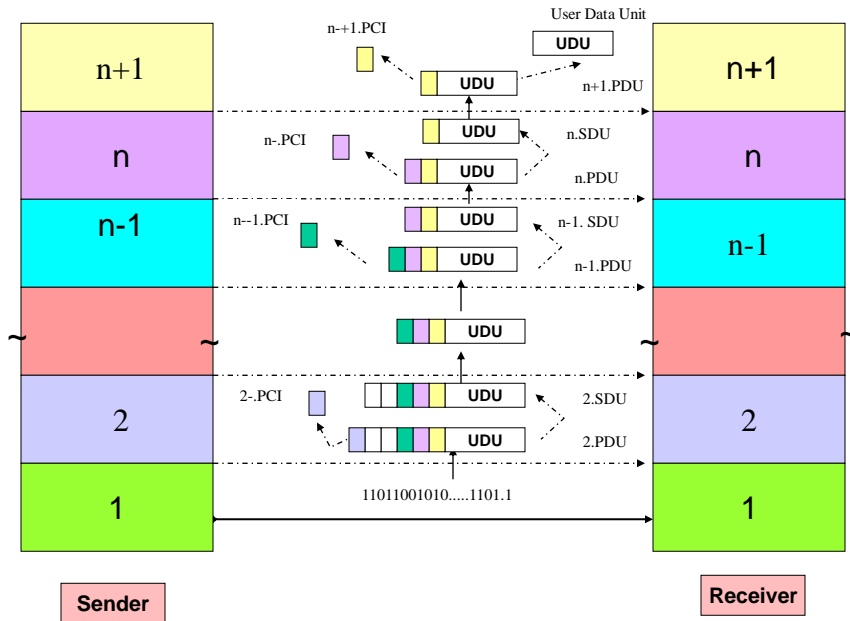 User Data Unit
n-+1.PCI
UDU
n+1
n+1
UDU
n+1.PDU
UDU
n.SDU
n-.PCI
n
n
UDU
n.PDU
n-1
n--1.PCI
UDU
n-1. SDU
n-1
UDU
n-1.PDU
~
~
~
~
UDU
2-.PCI
UDU
2.SDU
2
2
UDU
2.PDU
11011001010.....1101.1
1
1
Sender
Receiver